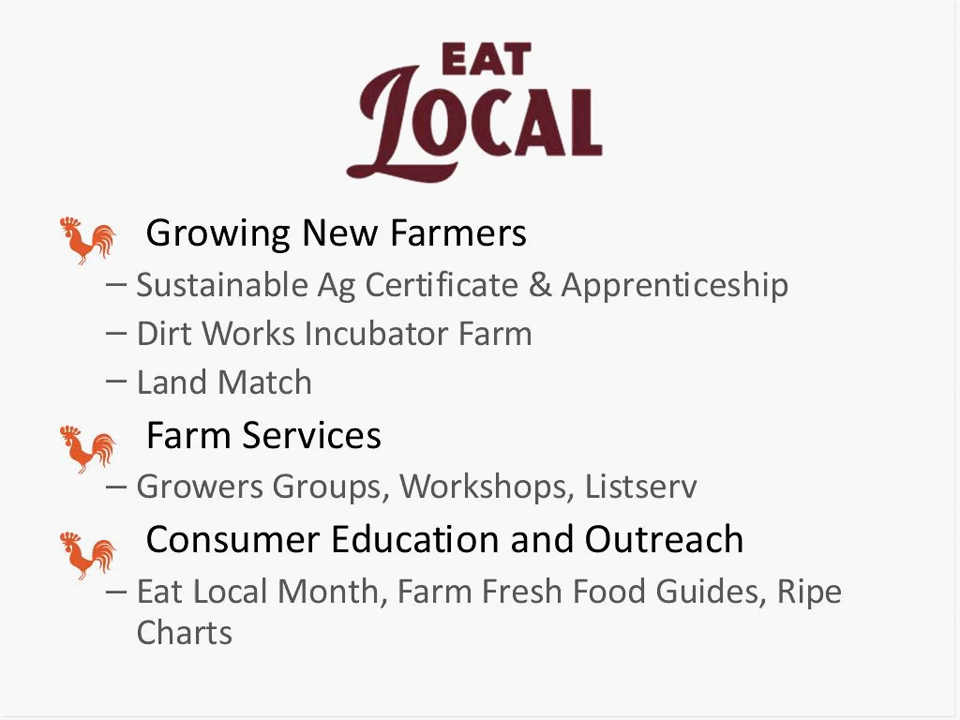 EAT
LOCAL
Growing New Farmers
– Sustainable Ag Certificate & Apprenticeship
– Dirt Works Incubator Farm
– Land Match
Farm Services
– Growers Groups, Workshops, Listserv
Consumer Education and Outreach
– Eat Local Month, Farm Fresh Food Guides, Ripe
Charts